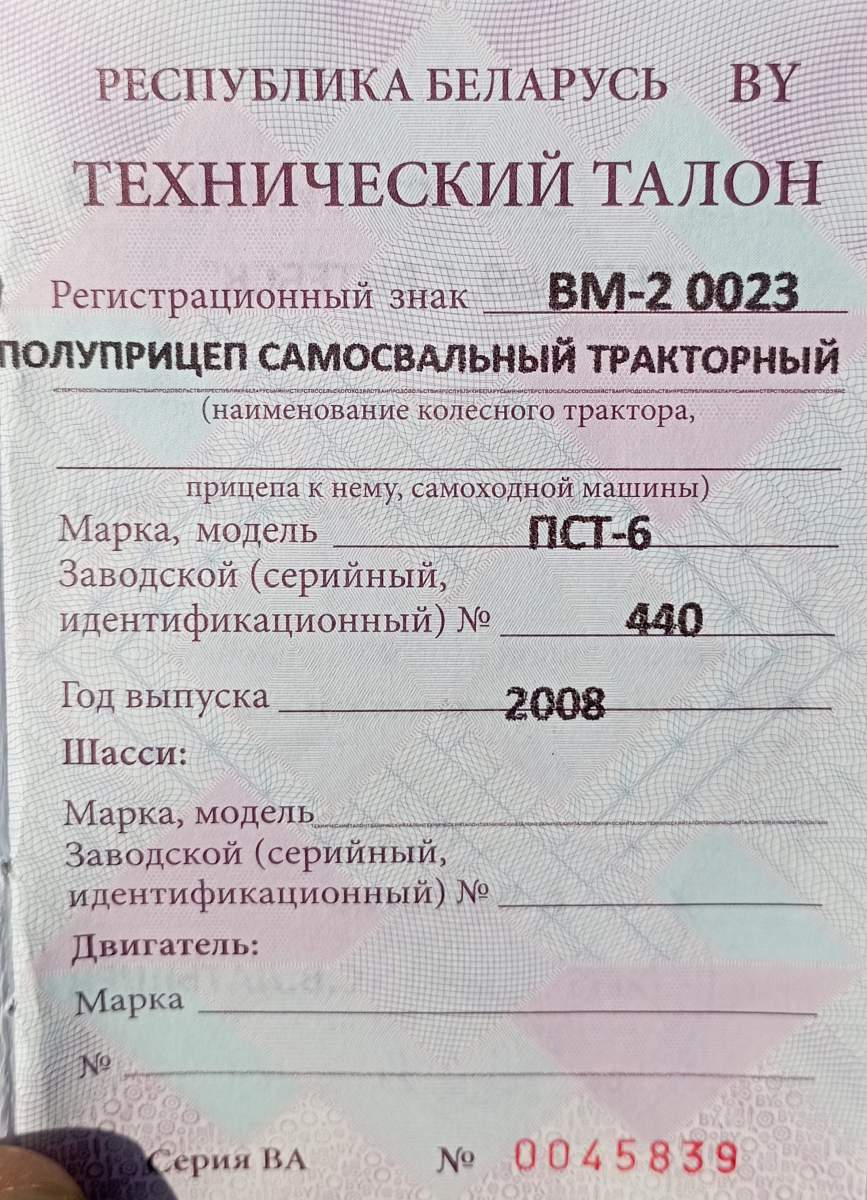 РЕСПУБЛИКА БЕЛАРУСЬ BY
ТЕХНИЧЕСКИЙ ТАЛОН
Регистрационный знак ВМ-2 0023
ПОЛУПРИЦЕП САМОСВАЛЬНЫЙ ТРАКТОРНЫЙ
(наименование колесного трактора,
прицепа к нему, самоходной машины)
Марка, модель ПСТ-6
Заводской (серийный,
идентификационный) № 440
Год выпуска 2008
Шасси:
Марка, модель
Заводской (серийный,
идентификационный) №
Двигатель:
Марка
№
Серия ВА № 0045839